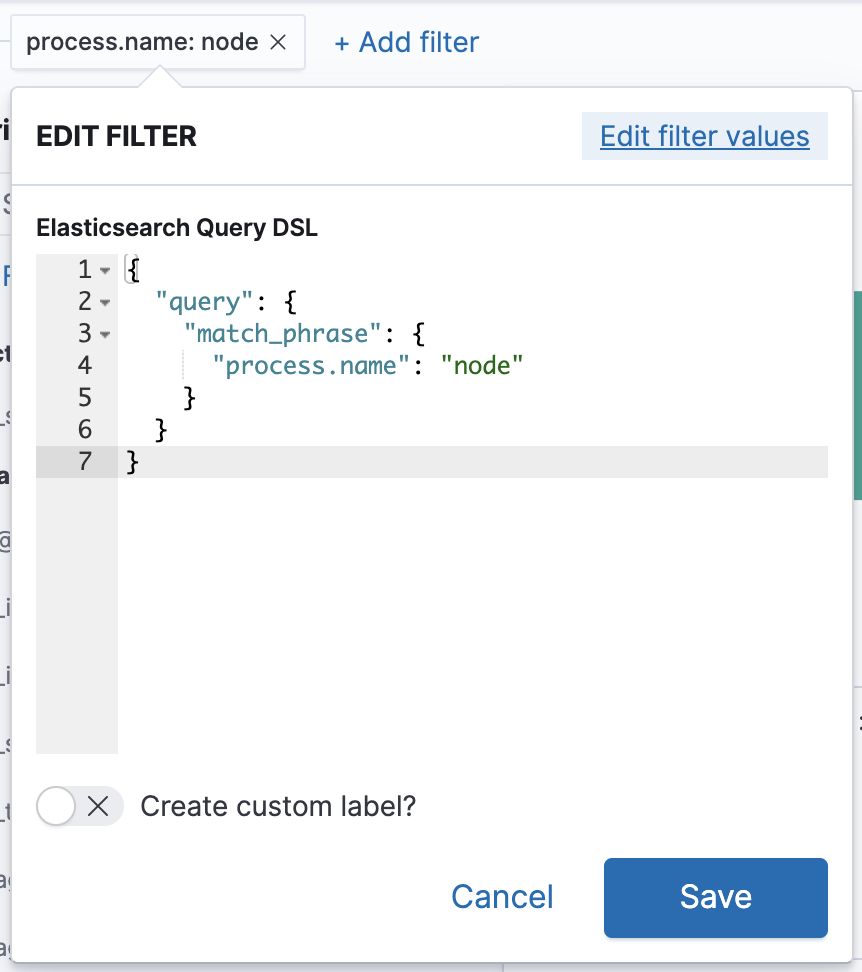 process.name: node ×
+ Add filter
EDIT FILTER
Edit filter values
Elasticsearch Query DSL
1 {
2 "query": {
3 "match_phrase": {
4 "process.name": "node"
5 }
6 }
7 }
Create custom label?
Cancel
Save